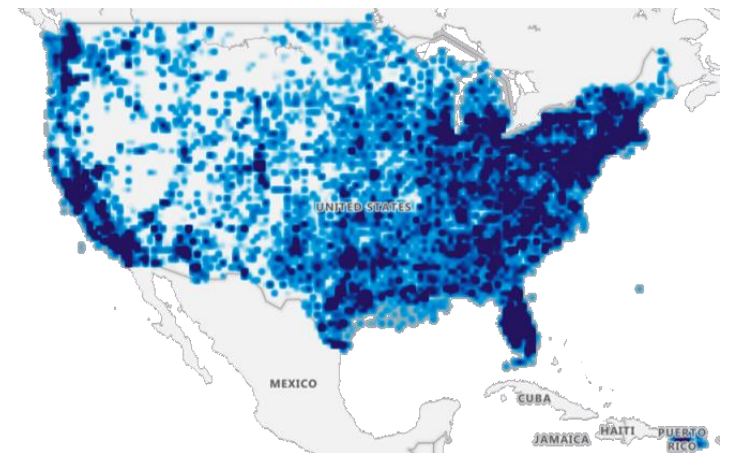 UNITED STATES
MEXICO
CUBA
HAITI
PUERTO
RICO
JAMAICA